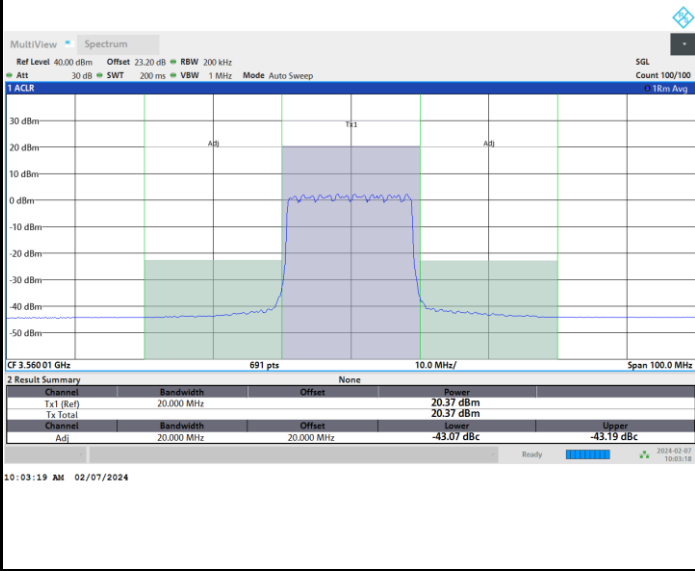 MultiView Spectrum
Ref Level 40.00 dBm Offset 23.20 dB RBW 200 kHz SGL
Att 30 dB SWT 200 ms VBW 1 MHz Mode Auto Sweep Count 100/100
1 ACLR 1Rm Avg
30 dBm
Tx1
20 dBm Adj Adj
10 dBm
0 dBm
-10 dBm
-20 dBm
-30 dBm
-40 dBm
-50 dBm
CF 3.560 01 GHz 691 pts 10.0 MHz/ Span 100.0 MHz
2 Result Summary None
Channel Bandwidth Offset Power
Tx1 (Ref) 20.000 MHz 20.37 dBm
Tx Total 20.37 dBm
Channel Bandwidth Offset Lower Upper
Adj 20.000 MHz 20.000 MHz -43.07 dBc -43.19 dBc
Ready 2024-02-07
10:03:18
10:03:19 AM 02/07/2024